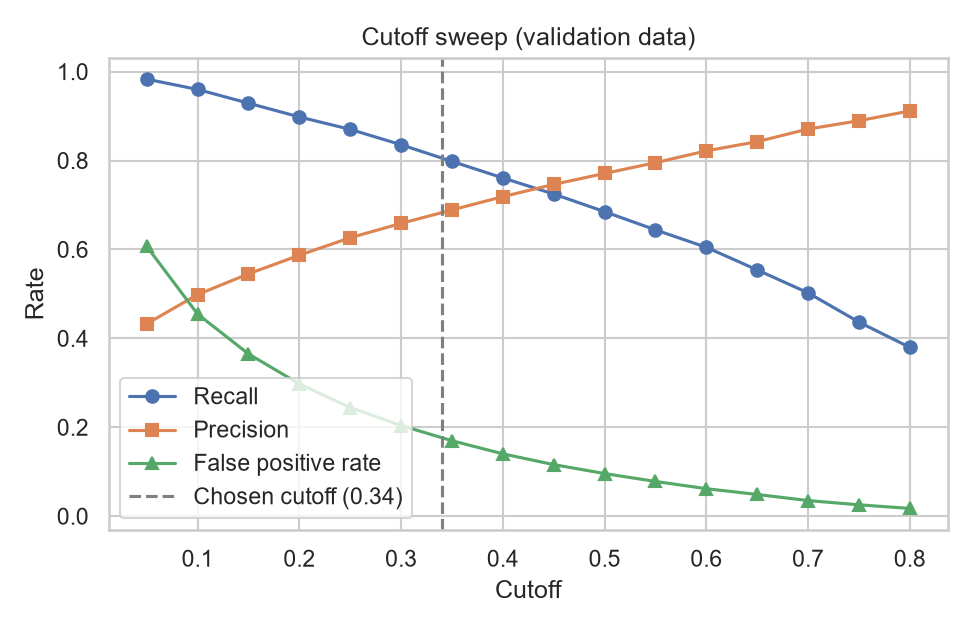 Cutoff sweep (validation data)
Rate
1.0
0.8
0.6
0.4
0.2
0.0
Recall
Precision
False positive rate
Chosen cutoff (0.34)
0.1 0.2 0.3 0.4 0.5 0.6 0.7 0.8
Cutoff